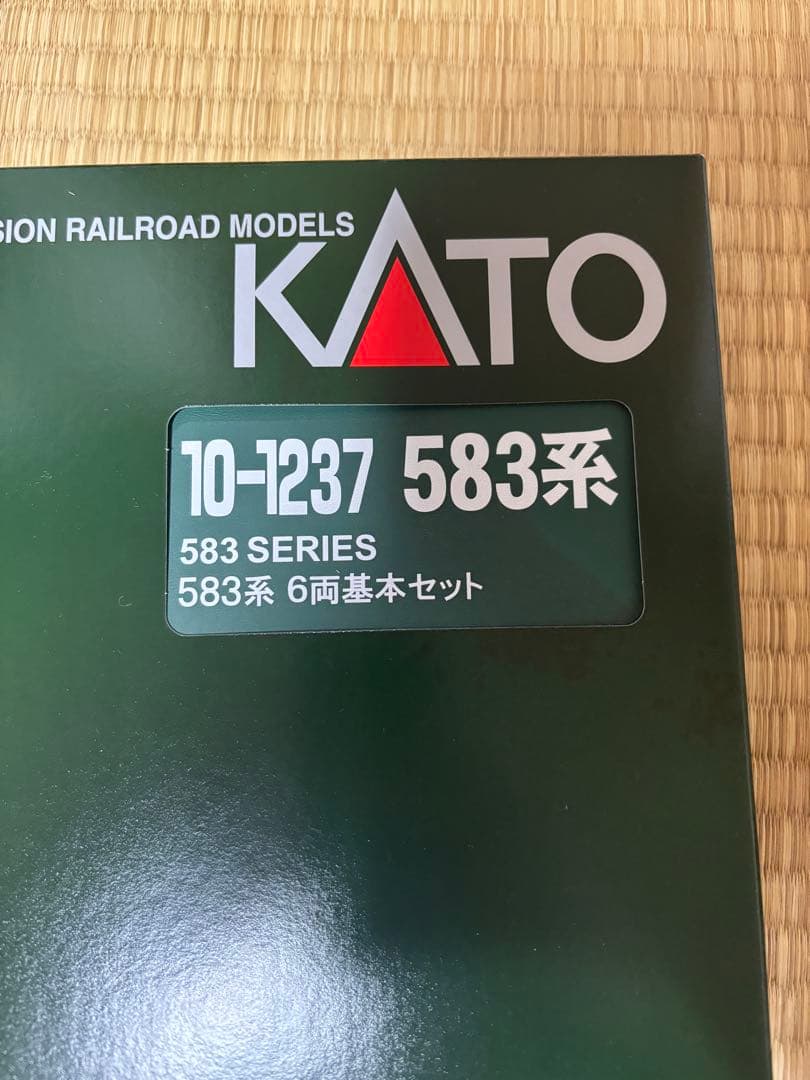 SION RAILROAD MODELS
KATO
10-1237 583系
583 SERIES
583系 6両基本セット